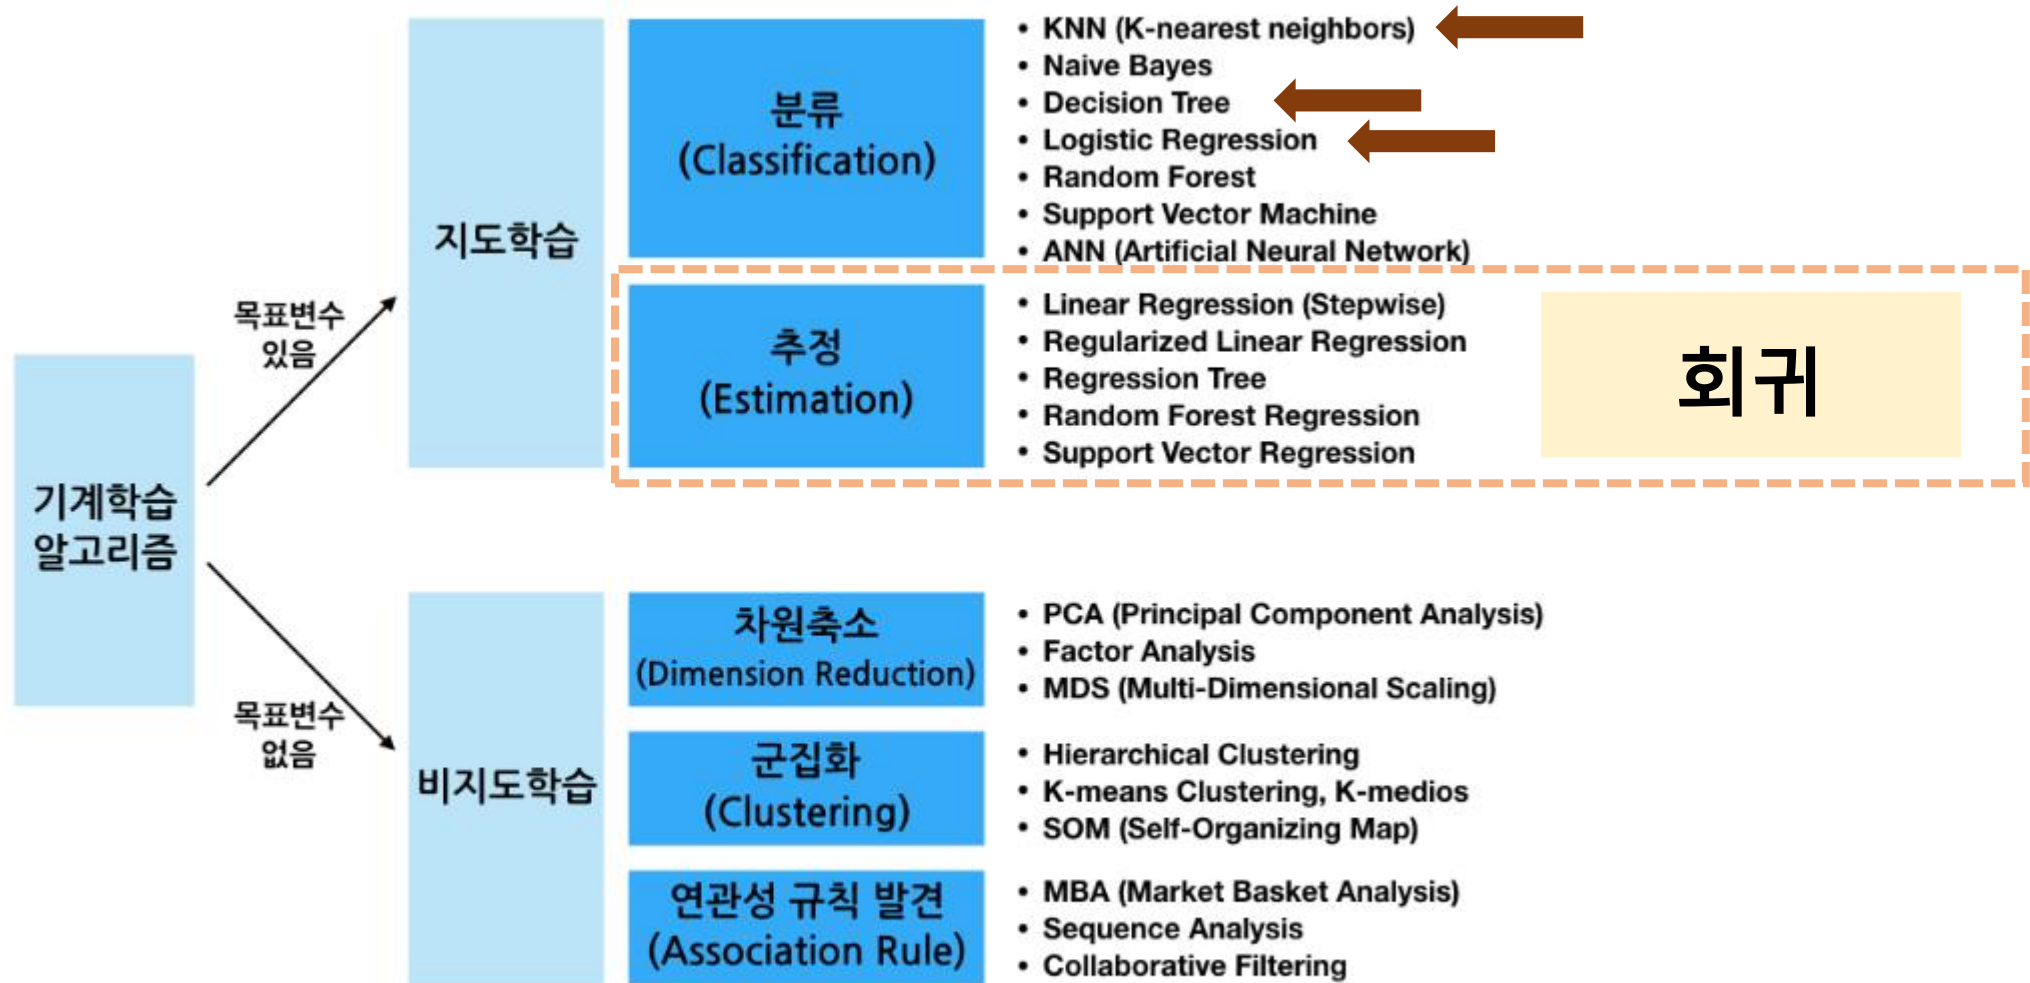 기계학습
알고리즘
목표변수
있음
지도학습
분류
(Classification)
• KNN (K-nearest neighbors)
• Naive Bayes
• Decision Tree
• Logistic Regression
• Random Forest
• Support Vector Machine
• ANN (Artificial Neural Network)
추정
(Estimation)
• Linear Regression (Stepwise)
• Regularized Linear Regression
• Regression Tree
• Random Forest Regression
• Support Vector Regression
회귀
목표변수
없음
비지도학습
차원축소
(Dimension Reduction)
• PCA (Principal Component Analysis)
• Factor Analysis
• MDS (Multi-Dimensional Scaling)
군집화
(Clustering)
• Hierarchical Clustering
• K-means Clustering, K-medios
• SOM (Self-Organizing Map)
연관성 규칙 발견
(Association Rule)
• MBA (Market Basket Analysis)
• Sequence Analysis
• Collaborative Filtering